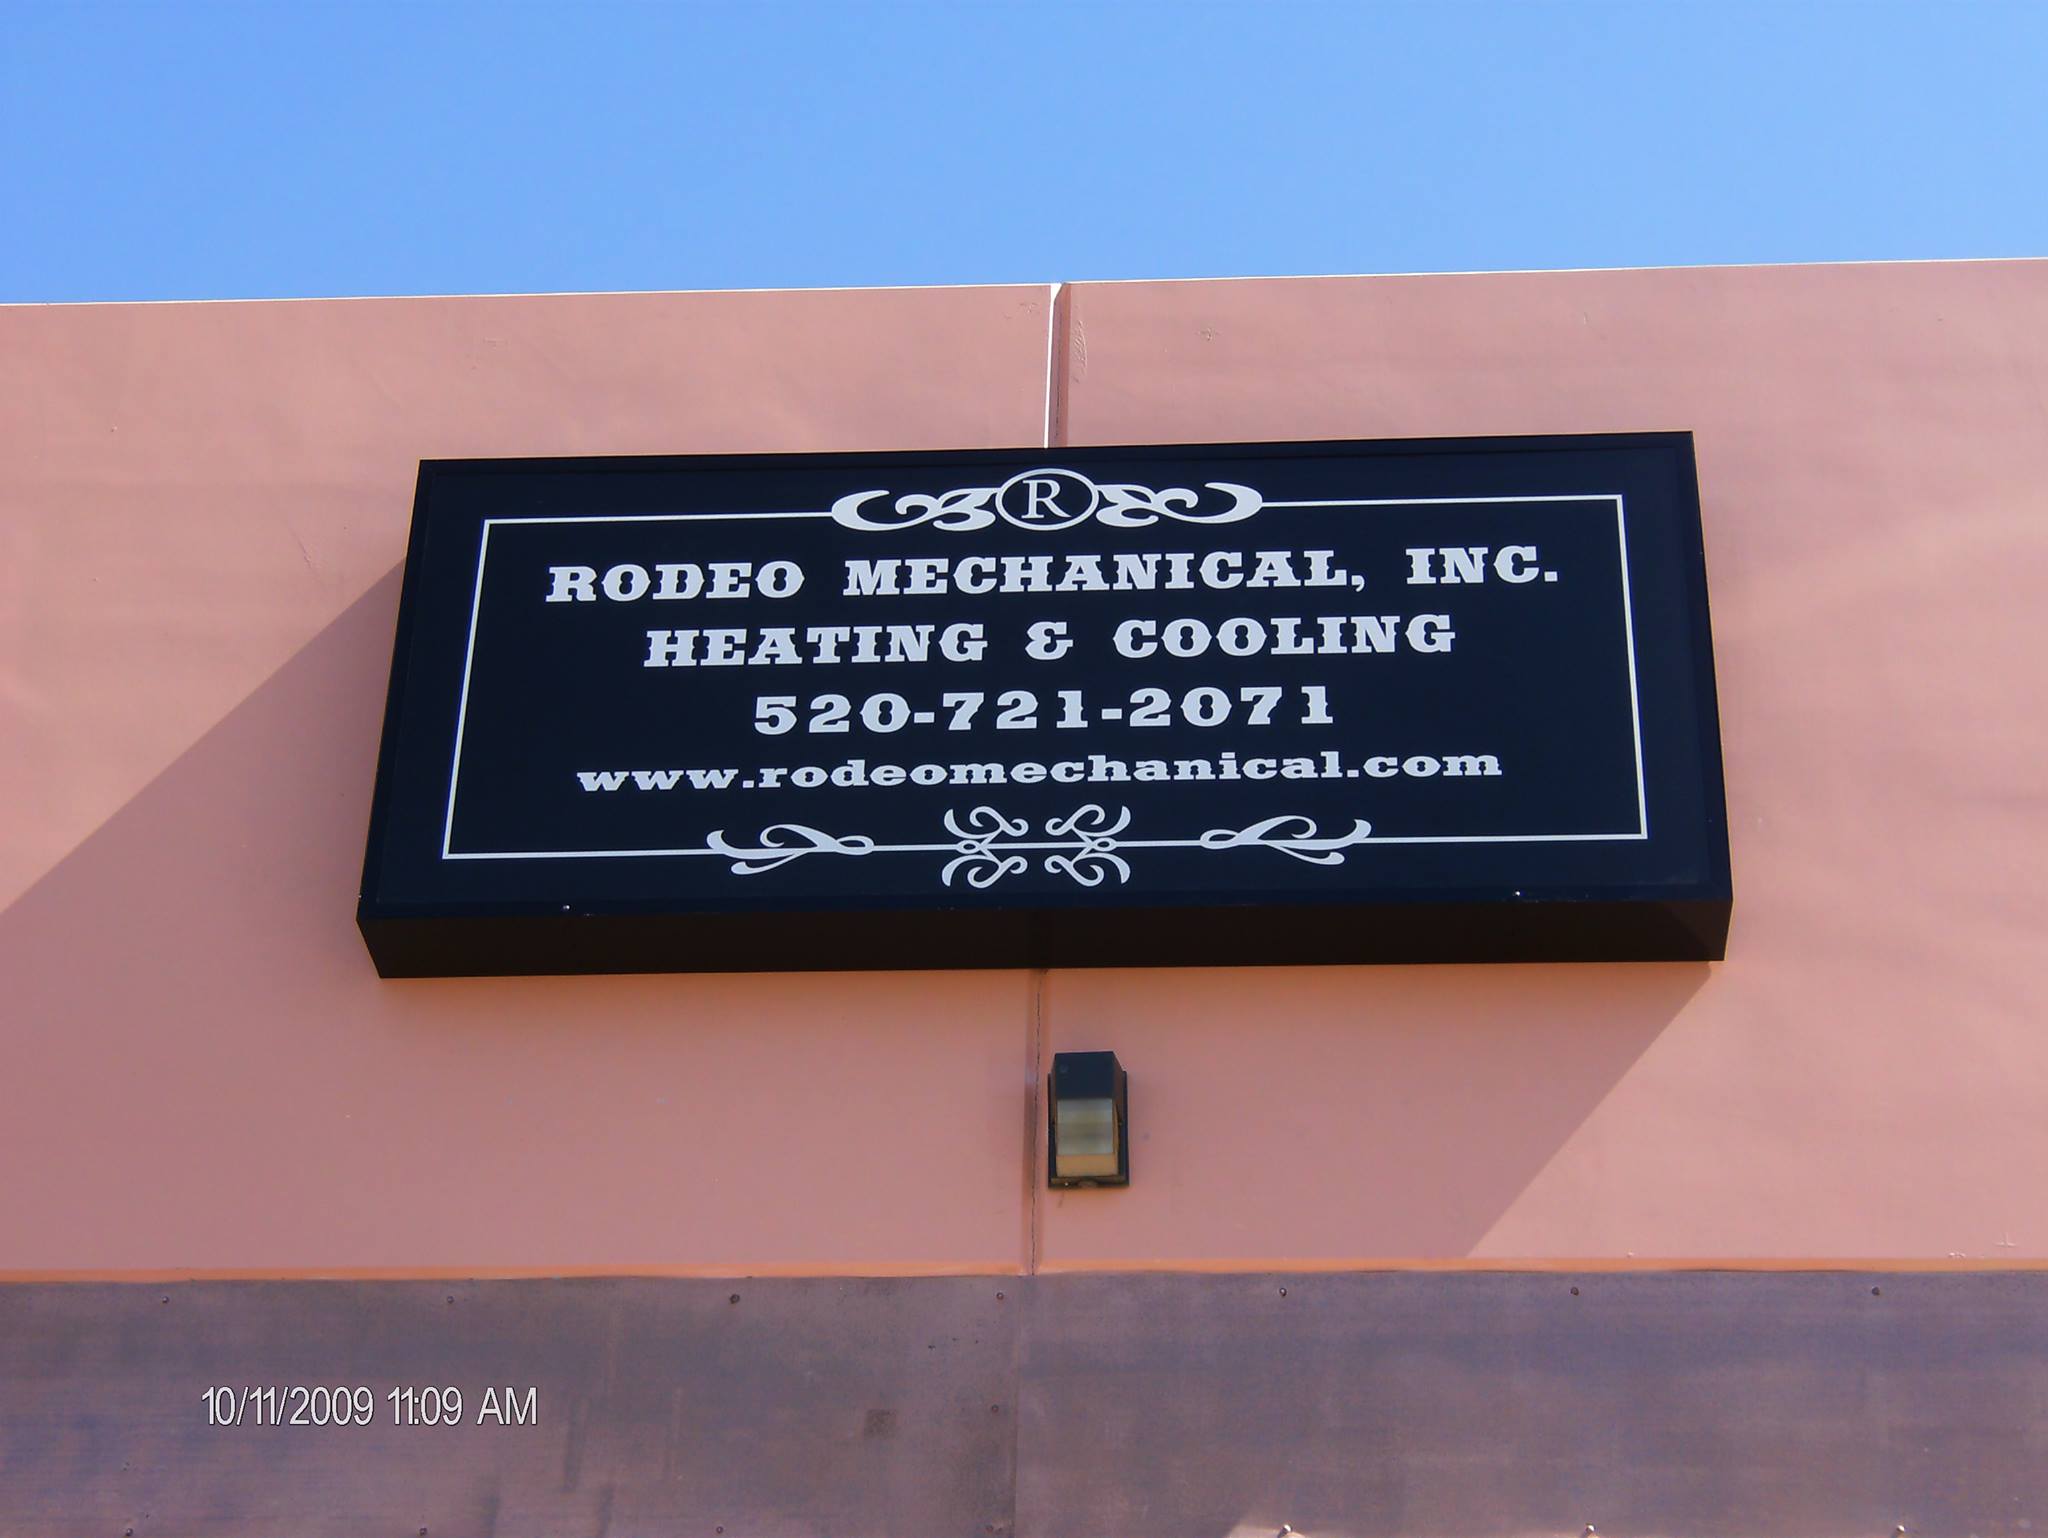 R
RODEO MECHANICAL, INC.
HEATING & COOLING
520-721-2071
www.rodeomechanical.com
10/11/2009 11:09 AM